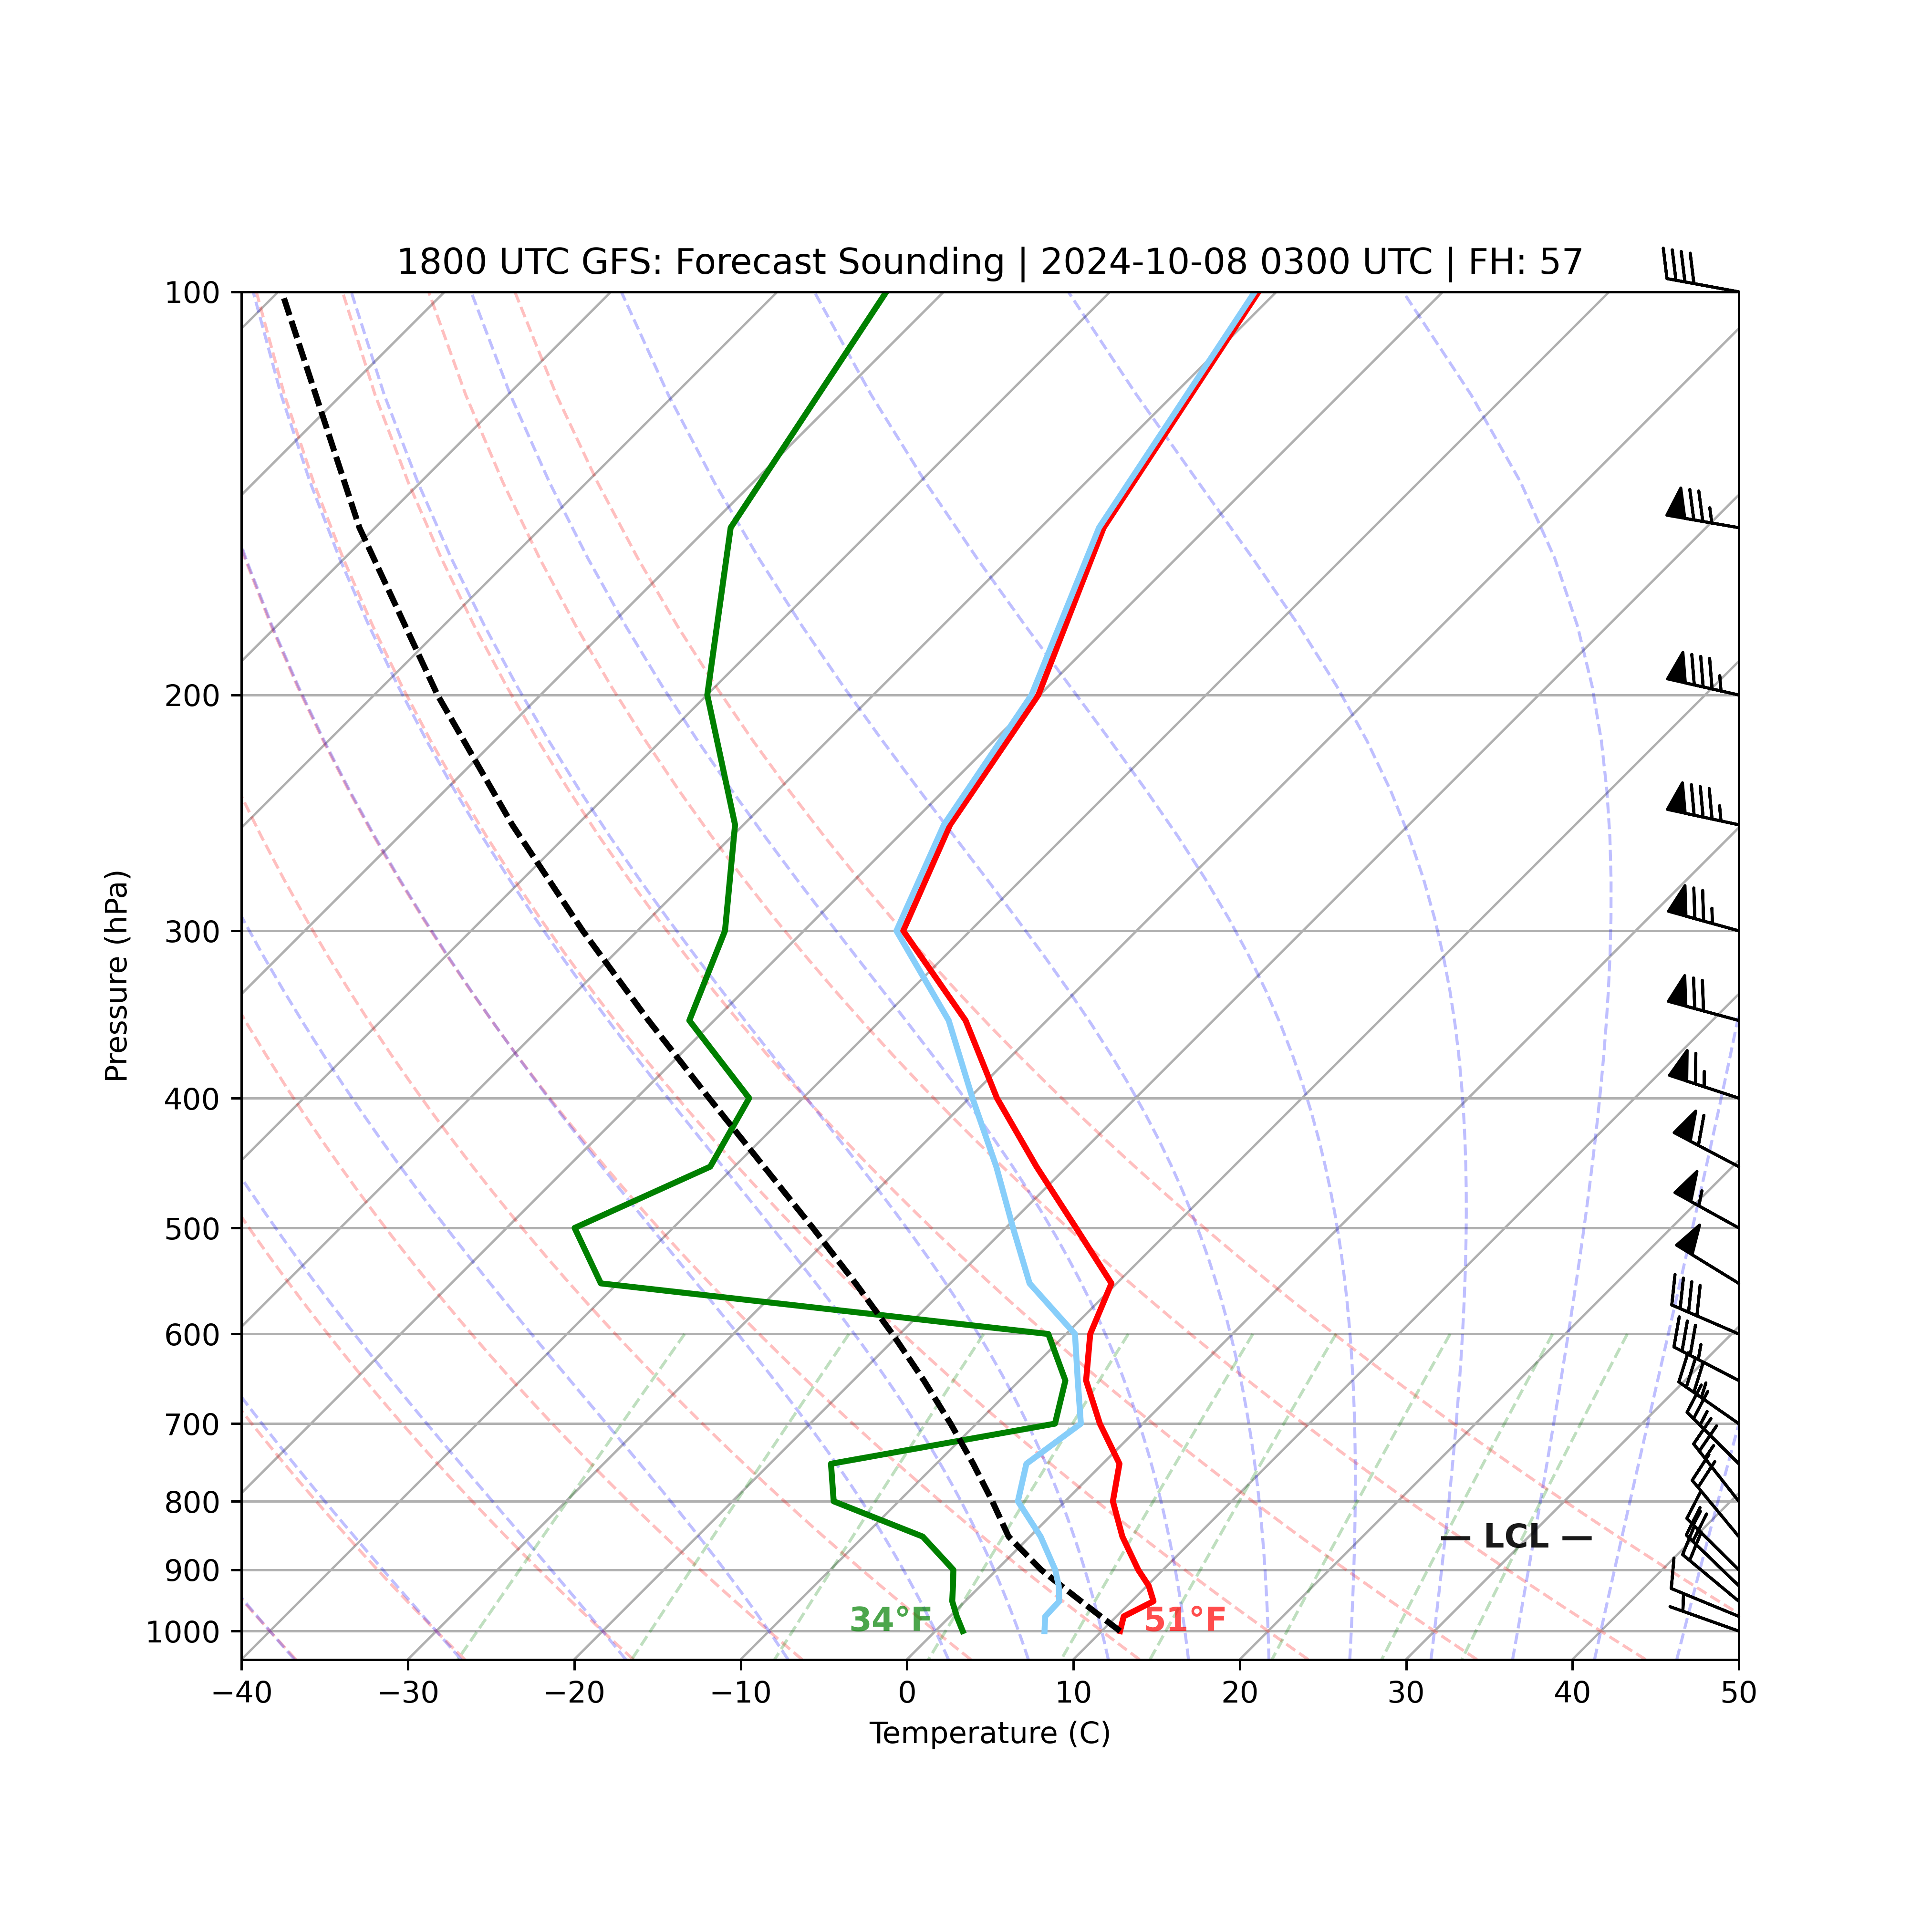 1800 UTC GFS: Forecast Sounding | 2024-10-08 0300 UTC | FH: 57
100
200
300
400
500
600
700
800
900
1000
Pressure (hPa)
— LCL —
34°F
51°F
−40 −30 −20 −10 0 10 20 30 40 50
Temperature (C)